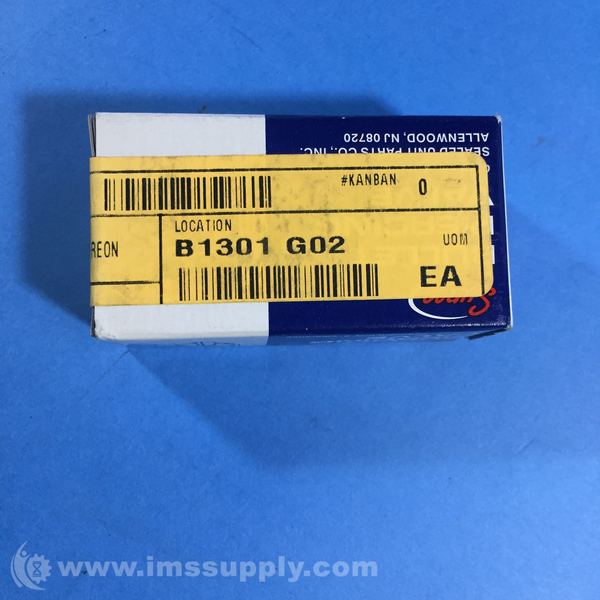 ALLENWOOD, NJ 08720
SEALED UNIT PARTS CO., INC.
#KANBAN 0
LOCATION
B1301 G02
UOM
REON
EA
www.imssupply.com